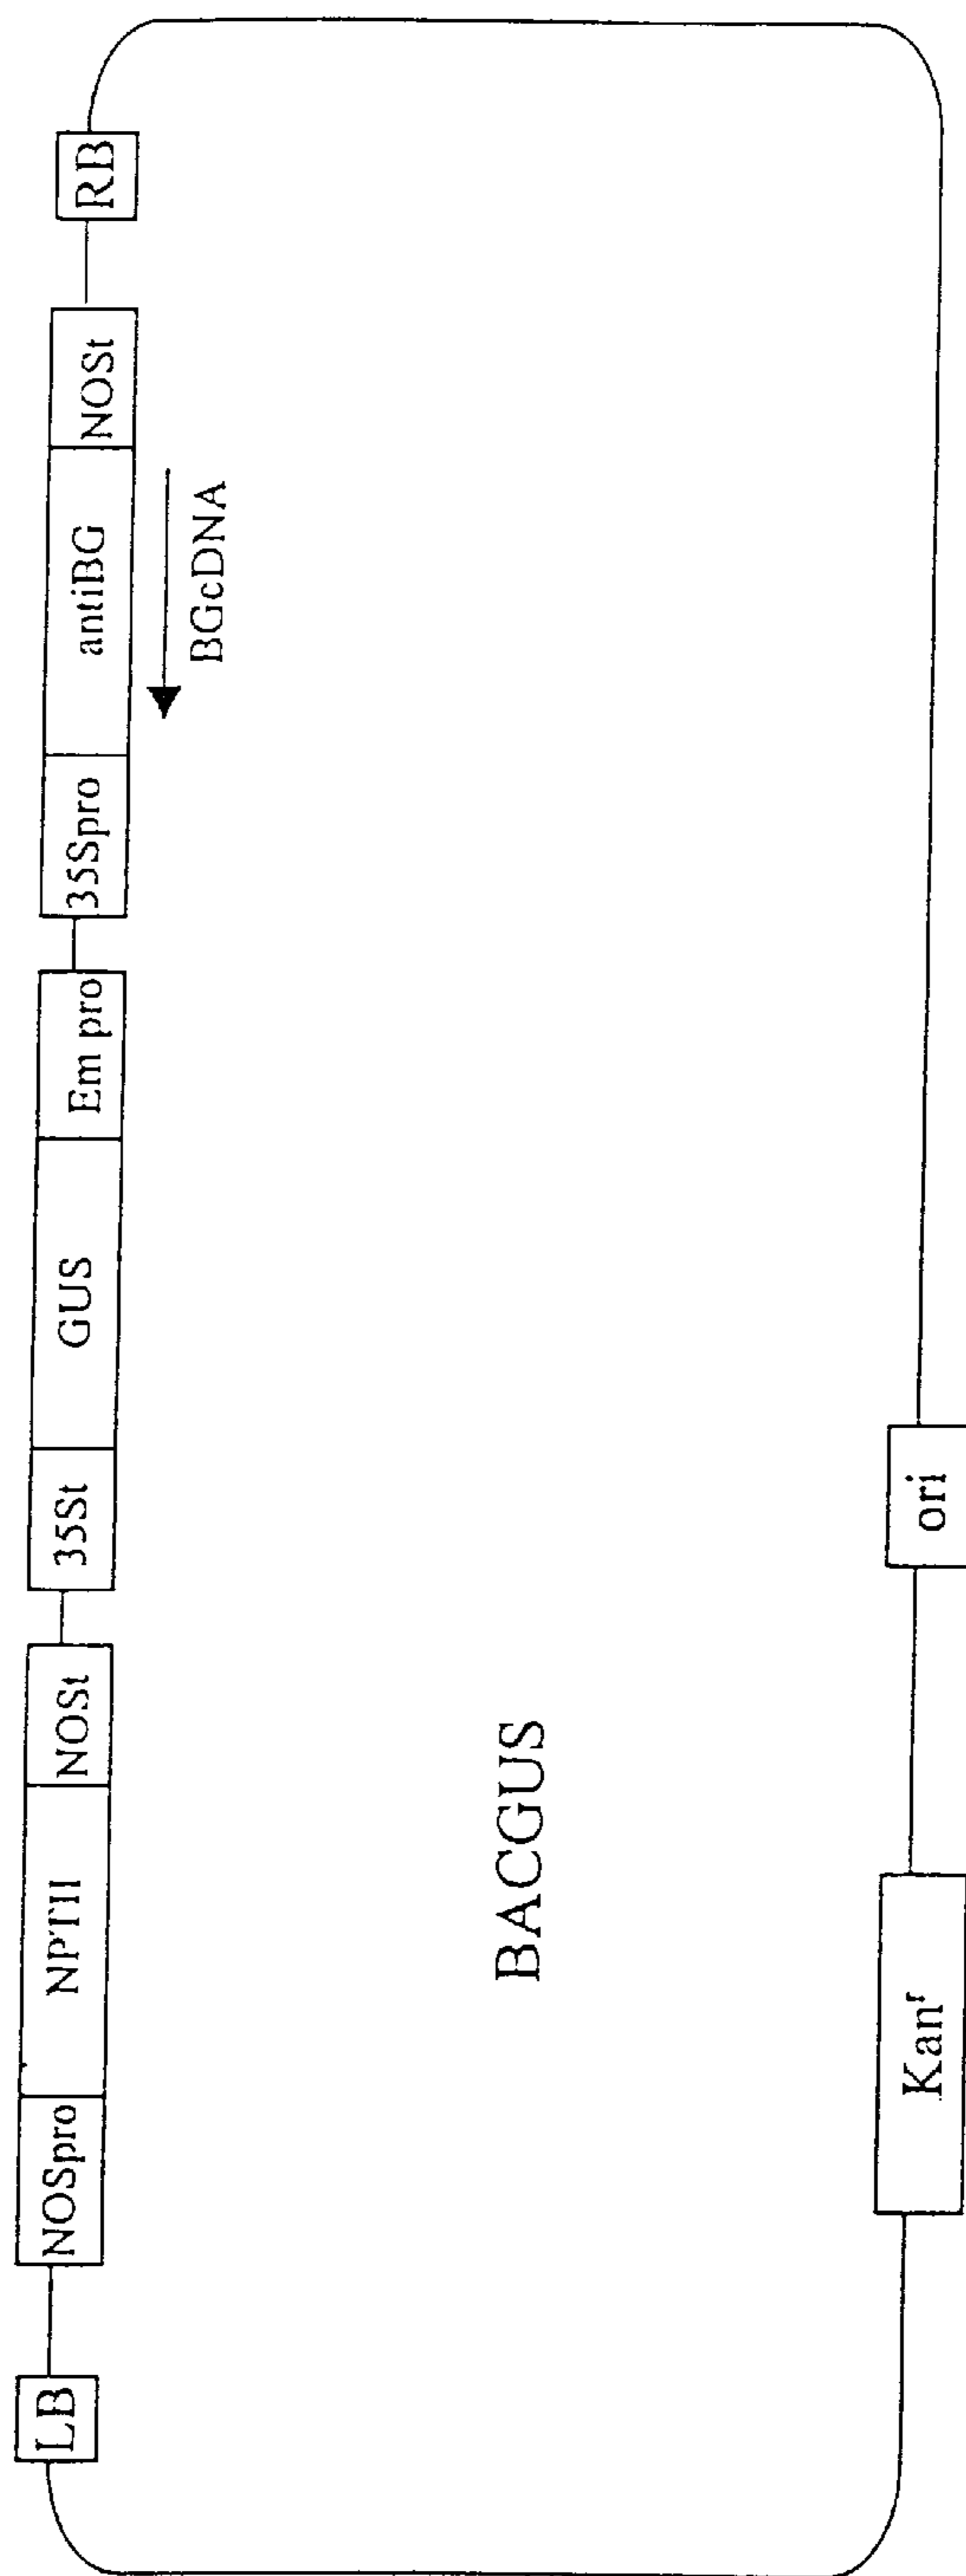 LB
NOSpro
NPTII
NOSt
35St
GUS
Em pro
35Spro
antiBG
NOSt
RB
BGcDNA
BACGUS
Kanʳ
ori